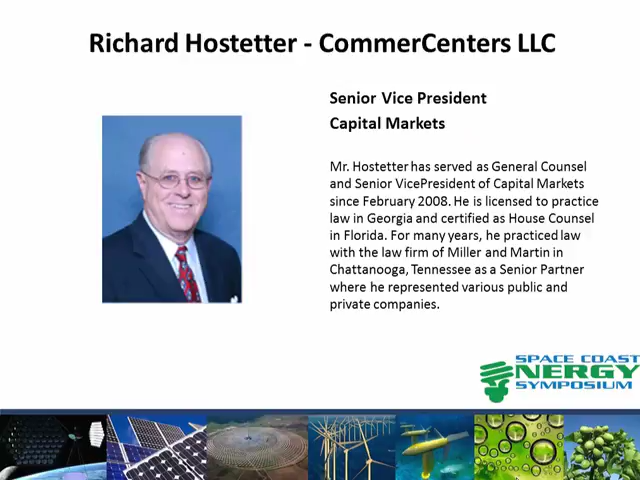 Richard Hostetter - CommerCenters LLC
Senior Vice President
Capital Markets
Mr. Hostetter has served as General Counsel
and Senior VicePresident of Capital Markets
since February 2008. He is licensed to practice
law in Georgia and certified as House Counsel
in Florida. For many years, he practiced law
with the law firm of Miller and Martin in
Chattanooga, Tennessee as a Senior Partner
where he represented various public and
private companies.
SPACE COAST
NERGY
SYMPOSIUM